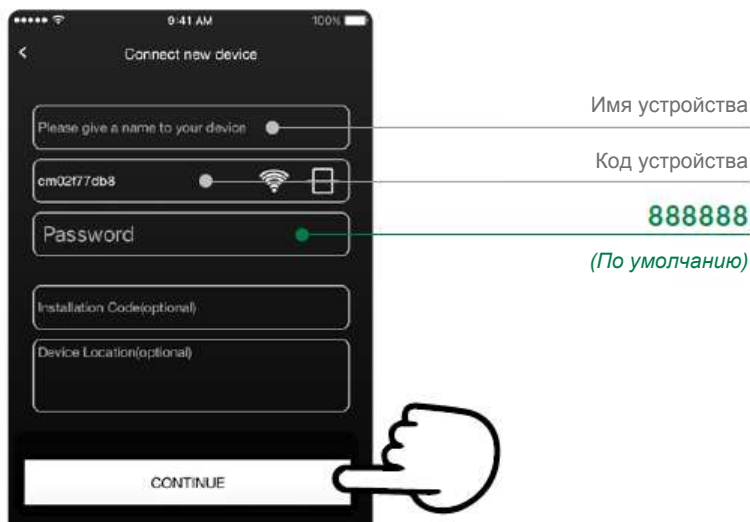 9:41 AM
100%
Connect new device
Please give a name to your device
Имя устройства
cm02f77db8
Код устройства
Password
888888
(По умолчанию)
Installation Code(optional)
Device Location(optional)
CONTINUE